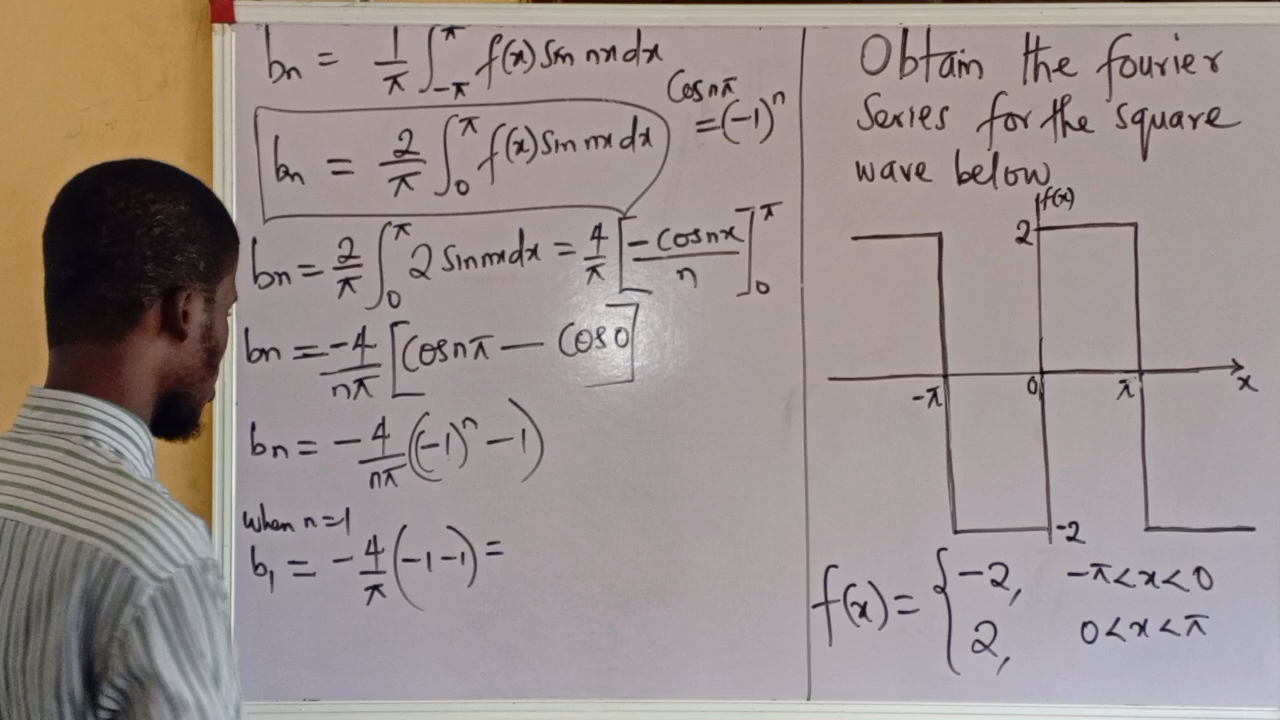 bn = 1/π ∫_{-π}^{π} f(x) sin nx dx
Cos nπ
= (-1)^n
bn = 2/π ∫_0^π f(x) sin nx dx
bn = 2/π ∫_0^π 2 sin nx dx = 4/π [-cos nx / n]_0^π
bn = -4/nπ [Cos nπ — Cos 0]
bn = -4/nπ ((-1)^n - 1)
When n=1
b₁ = -4/π (-1-1) =
Obtain the fourier
Series for the square
wave below
f(x)
2
-π 0 π x
-2
f(x) = { -2, -π<x<0
2, 0<x<π